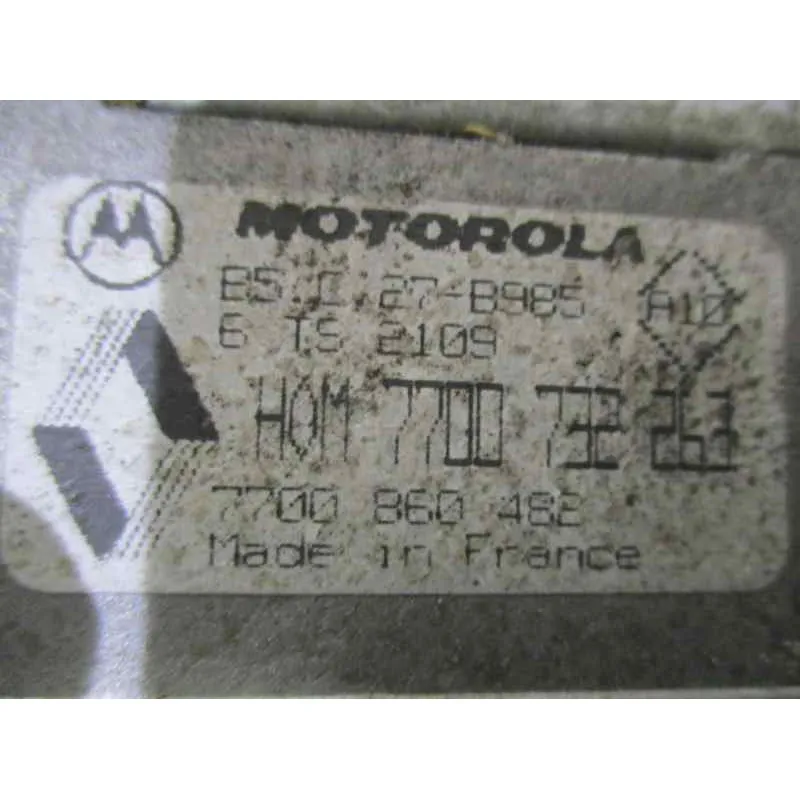 MOTOROLA
B5.C 27-B985
A10
6 TS 2109
HOM 7700 732 263
7700 860 482
Made in France